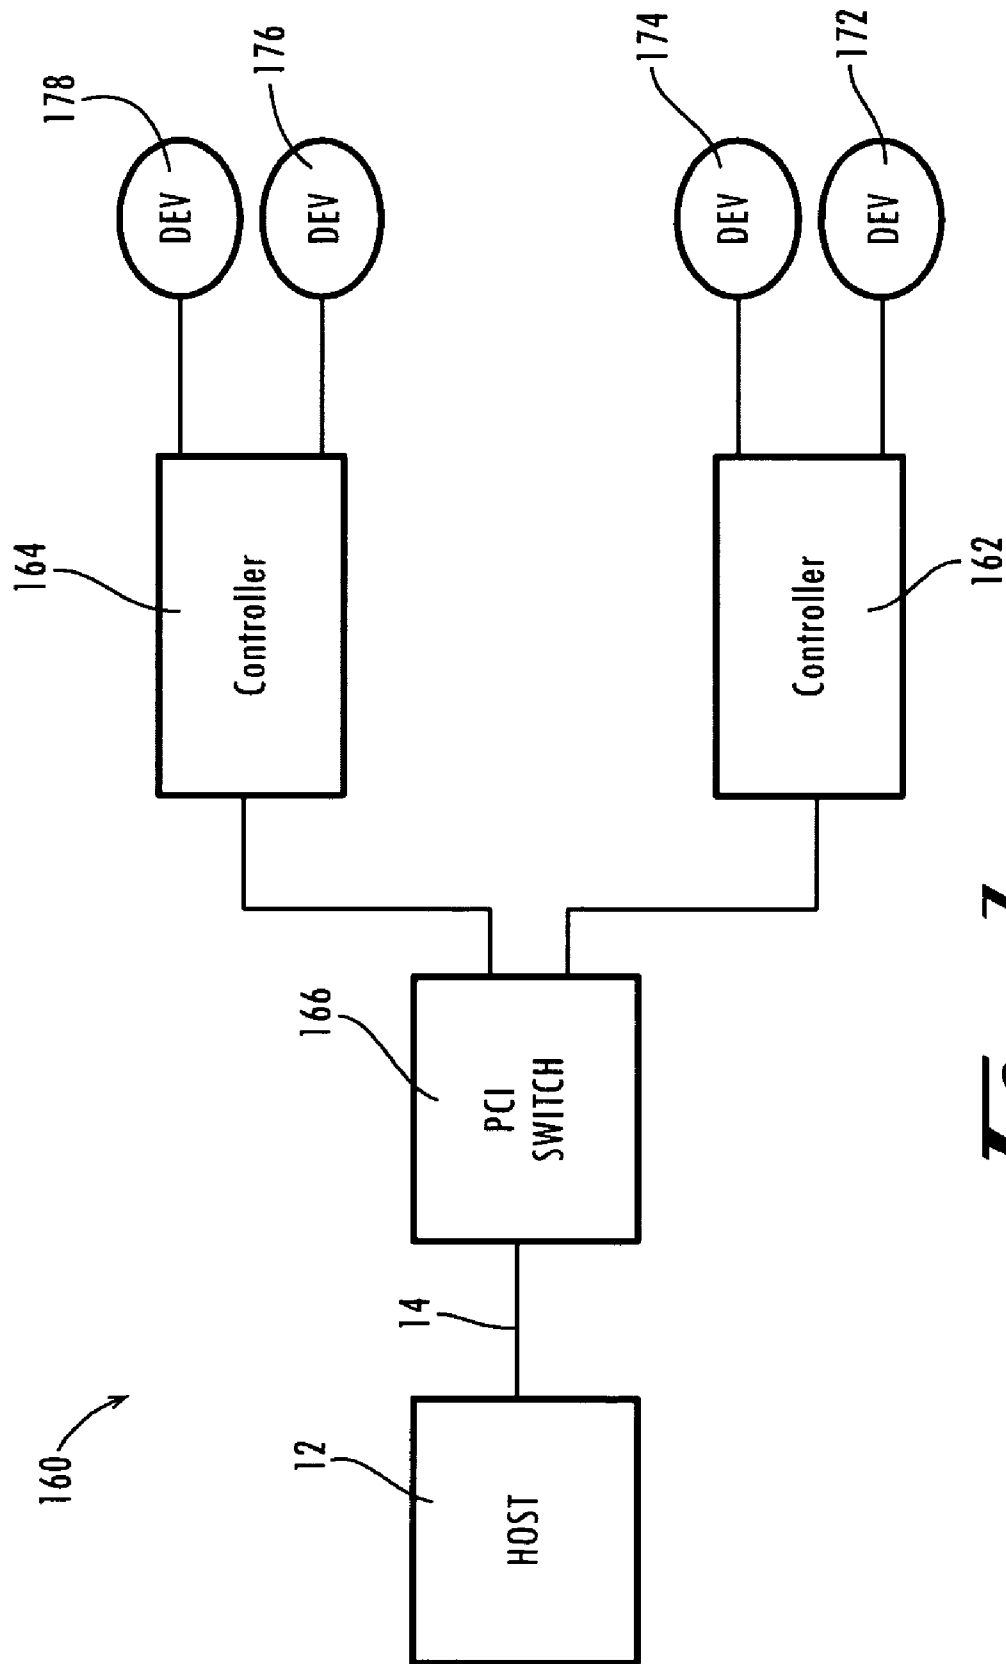 178
DEV
176
DEV
174
DEV
172
DEV
164
Controller
162
Controller
166
PCI
SWITCH
14
160
12
HOST